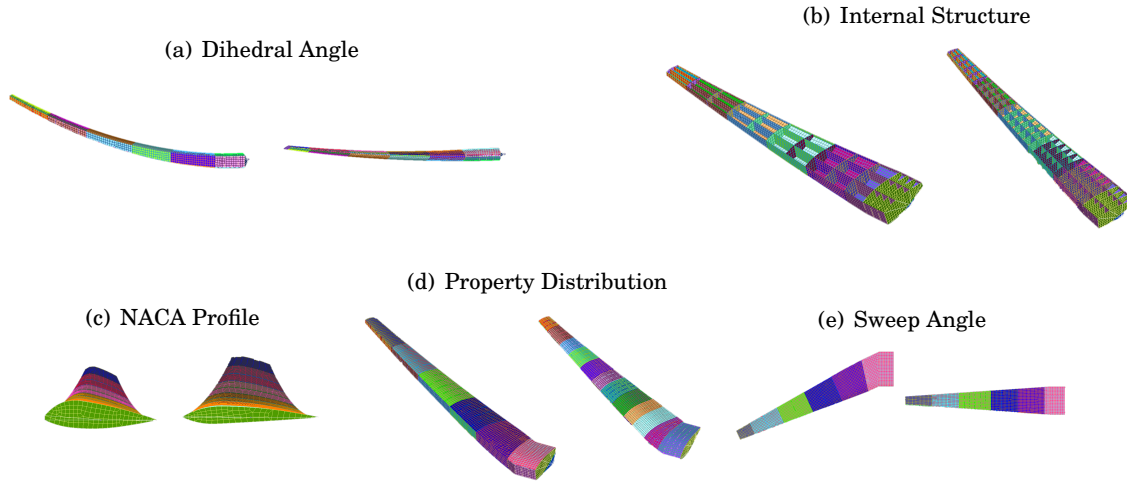 (a) Dihedral Angle
(b) Internal Structure
(c) NACA Profile
(d) Property Distribution
(e) Sweep Angle